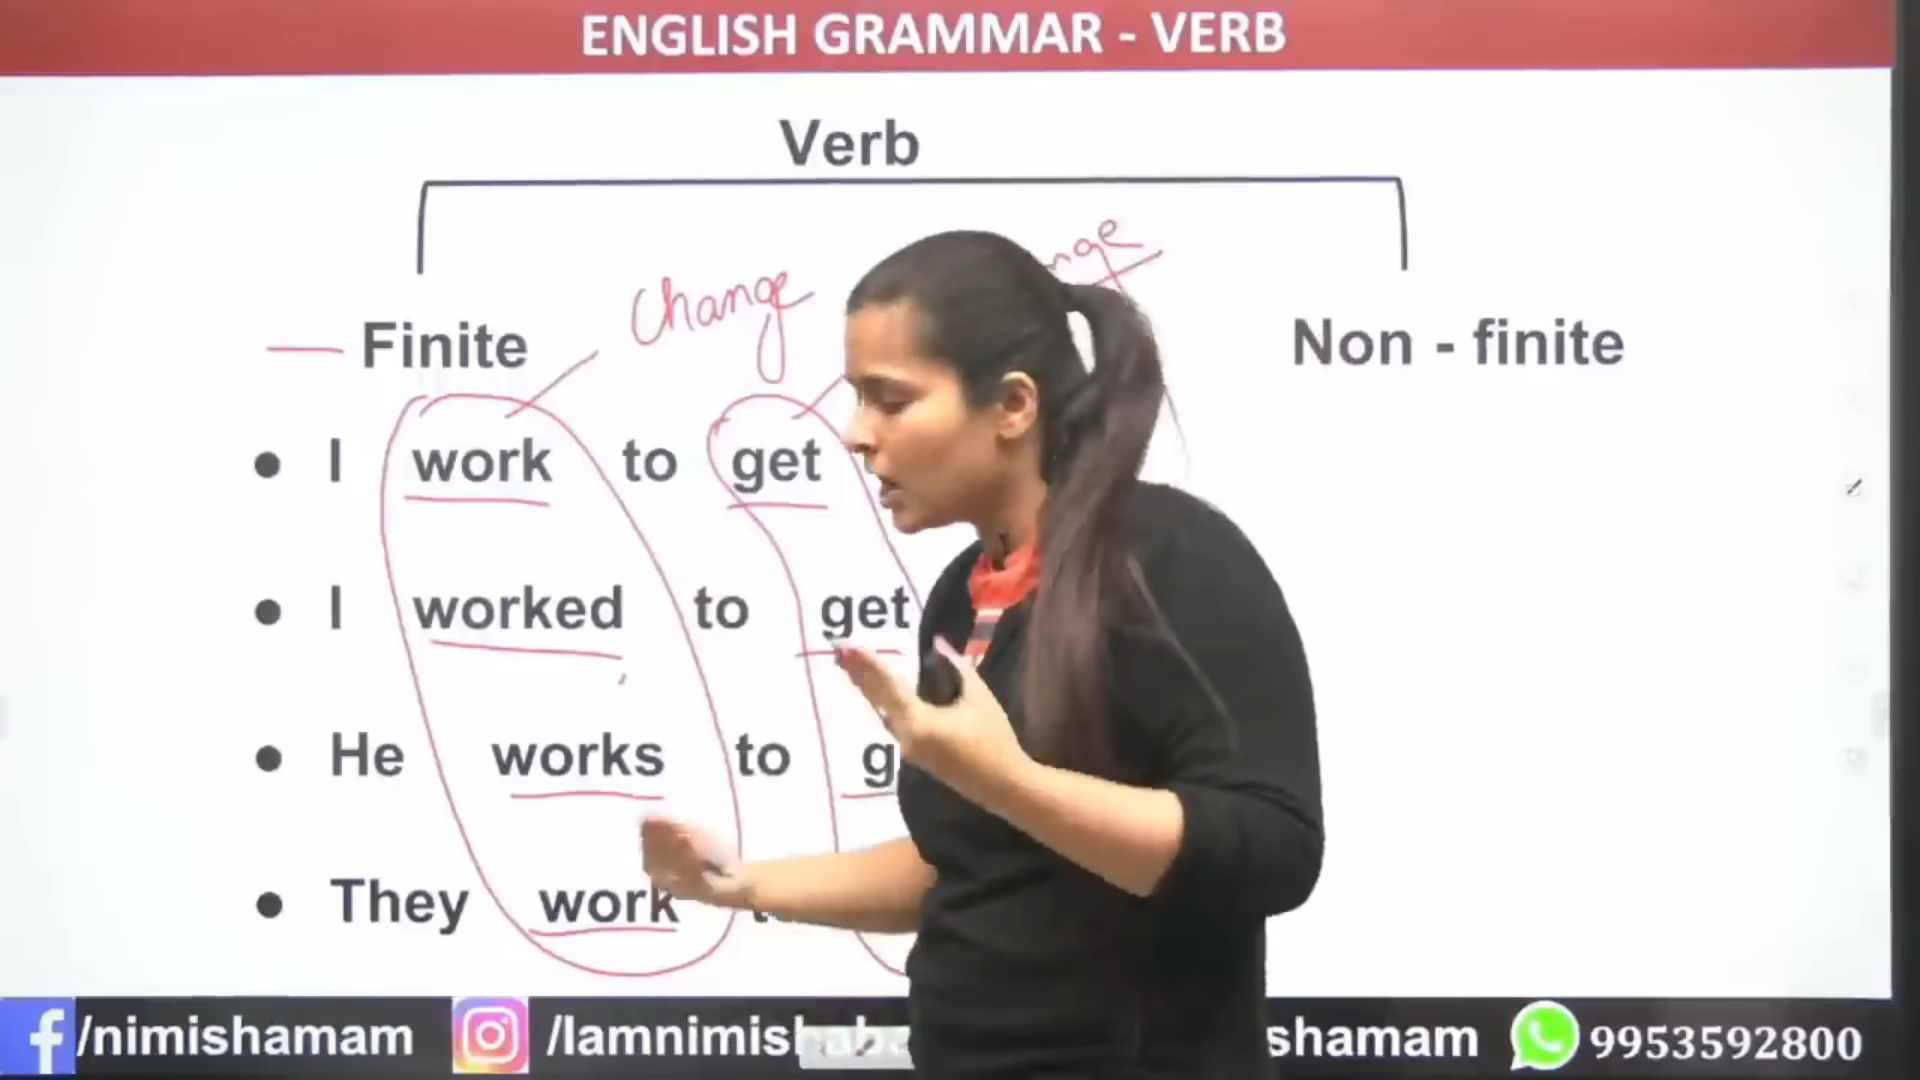 ENGLISH GRAMMAR - VERB
Verb
Change
Finite
Non - finite
I work to get
I worked to get
He works to
They work
/nimishamam
/Iamnimishaba
shamam
9953592800